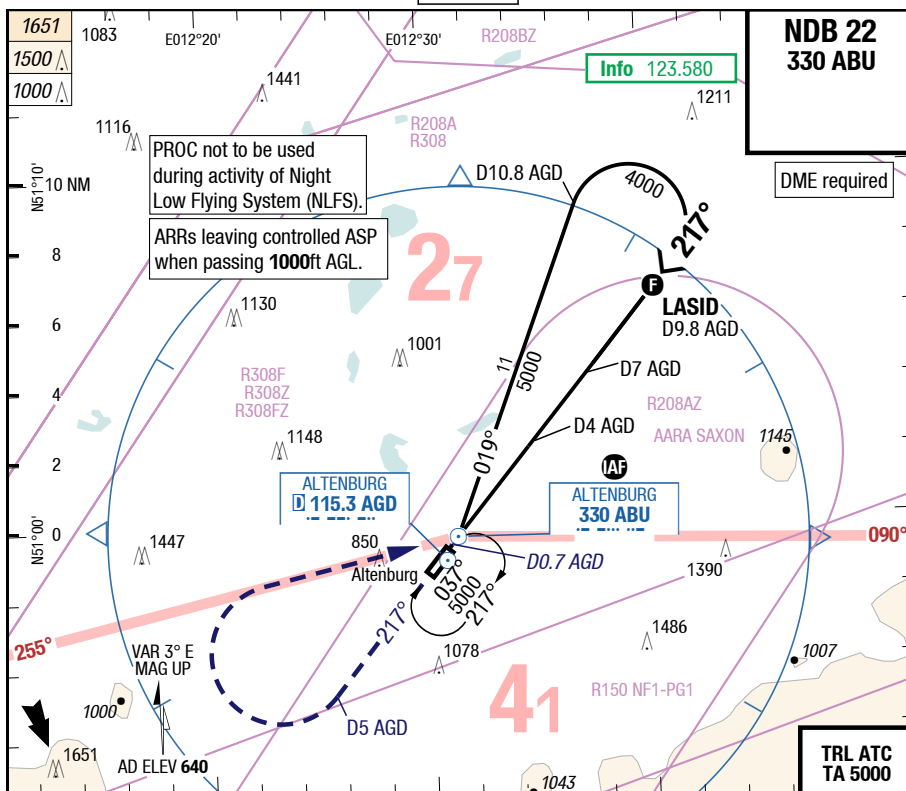 1651
1500
1000
1083
E012°20'
E012°30'
R208BZ
Info 123.580
NDB 22
330 ABU
1441
1211
R208A
R308
1116
PROC not to be used
during activity of Night
Low Flying System (NLFS).
N51°10'
10 NM
D10.8 AGD
4000
DME required
217°
ARRs leaving controlled ASP
when passing 1000ft AGL.
8
27
LASID
D9.8 AGD
F
1130
6
1001
11
5000
D7 AGD
R308F
R308Z
R308FZ
4
R208AZ
D4 AGD
AARA SAXON
019°
1148
1145
2
IAF
ALTENBURG
D 115.3 AGD
ALTENBURG
330 ABU
N51°00'
0
1447
850
Altenburg
D0.7 AGD
090°
1390
037°
5000
217°
217°
255°
VAR 3° E
MAG UP
1078
1486
1007
1000
R150 NF1-PG1
41
D5 AGD
1651
AD ELEV 640
1043
TRL ATC
TA 5000